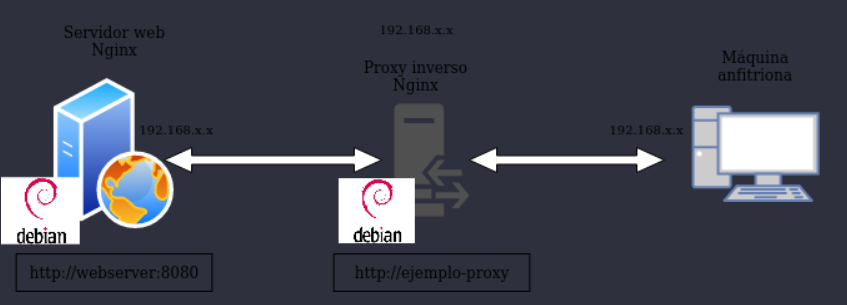 Servidor web
Nginx
192.168.x.x
debian
http://webserver:8080
192.168.x.x
Proxy inverso
Nginx
debian
http://ejemplo-proxy
Máquina
anfitriona
192.168.x.x